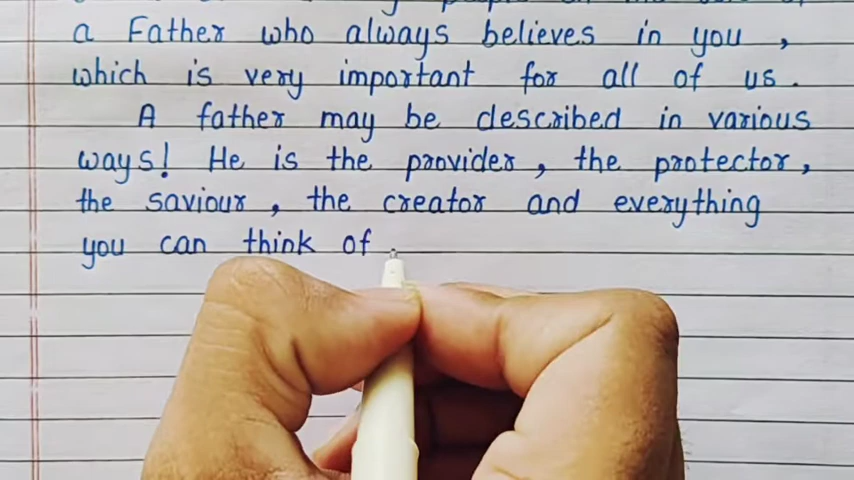 a Father who always believes in you ,
which is very important for all of us .
A father may be described in various
ways! He is the provider , the protector ,
the saviour , the creator and everything
you can think of